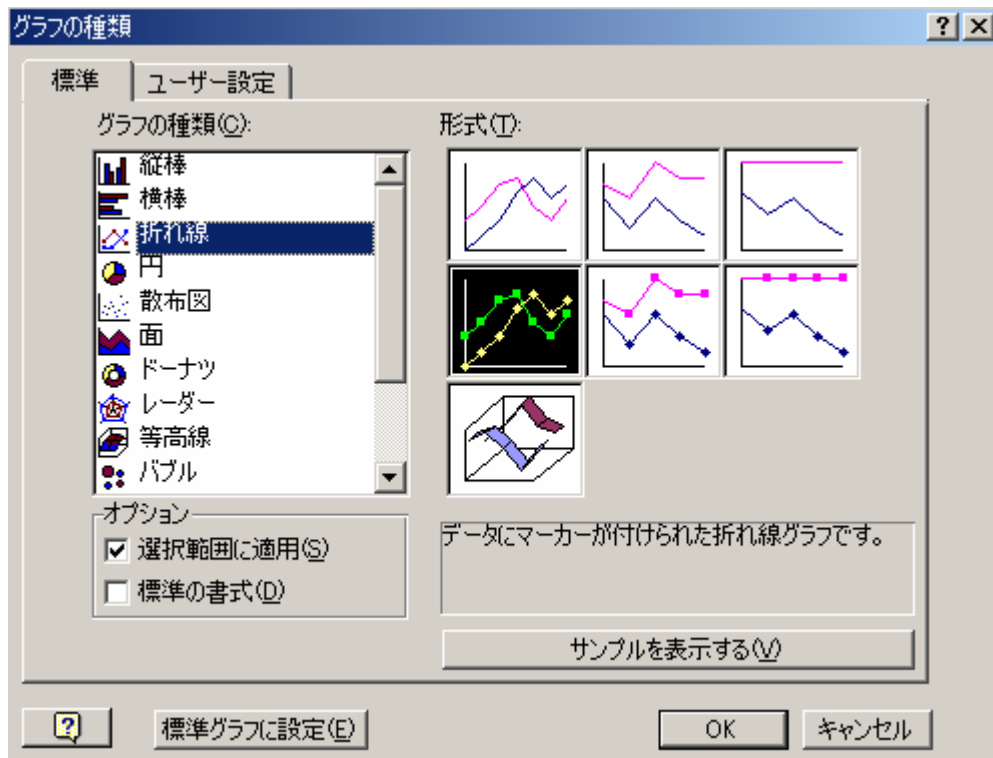 グラフの種類
標準
ユーザー設定
グラフの種類(C):
縦棒
横棒
折れ線
円
散布図
面
ドーナツ
レーダー
等高線
バブル
オプション
選択範囲に適用(S)
標準の書式(D)
形式(T):
データにマーカーが付けられた折れ線グラフです。
サンプルを表示する(V)
標準グラフに設定(E)
OK
キャンセル